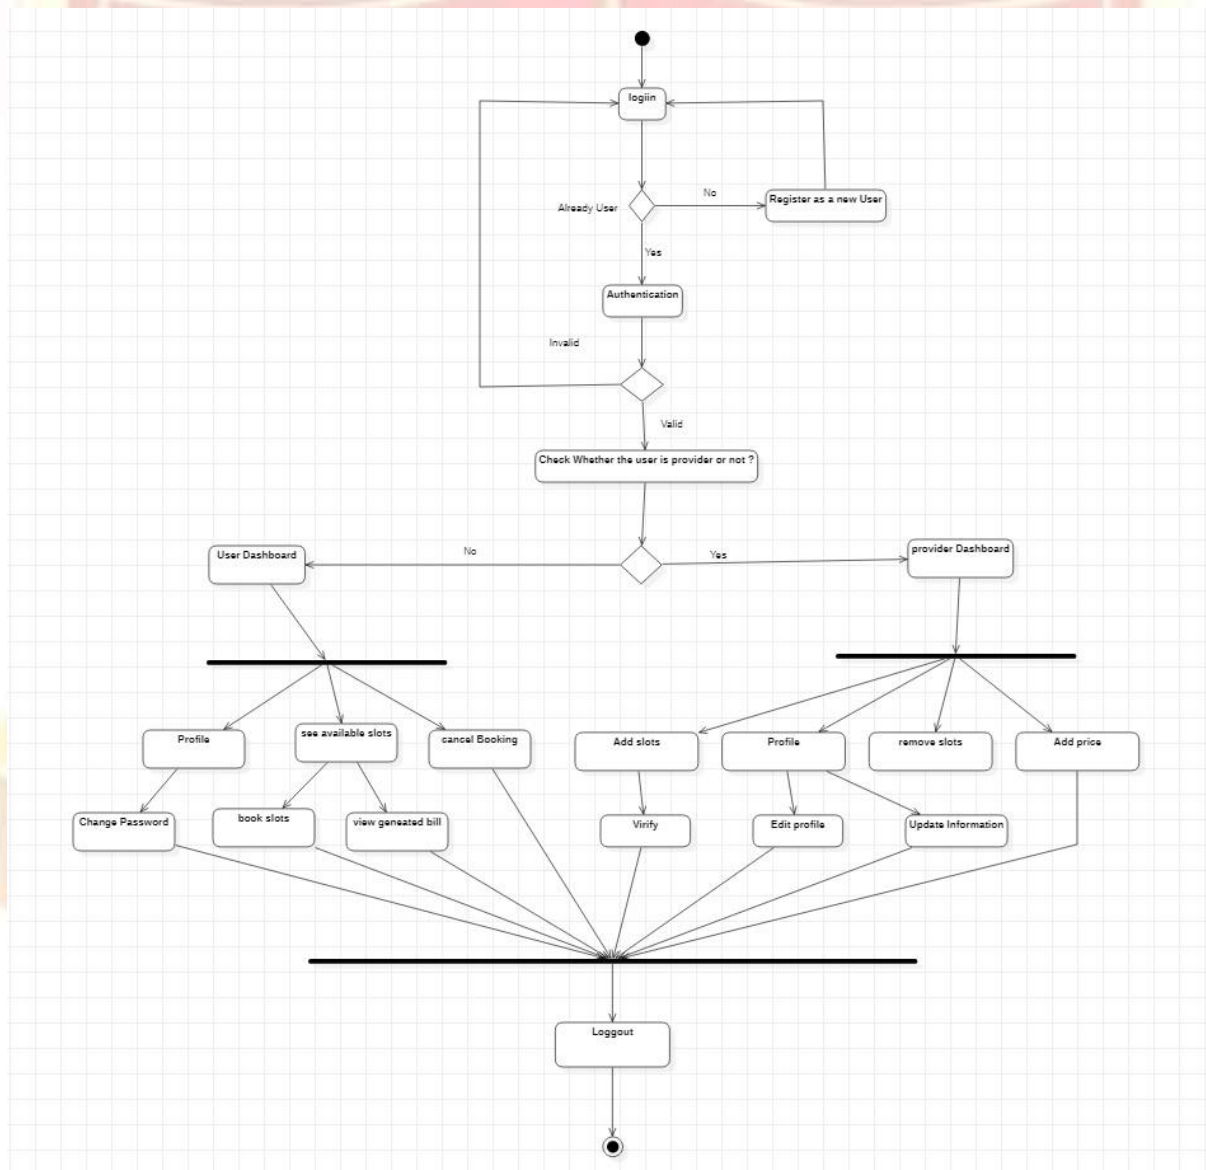 logiin
No
Register as a new User
Already User
Yes
Authentication
Invalid
Valid
Check Whether the user is provider or not ?
User Dashboard
No
Yes
provider Dashboard
Profile
see available slots
cancel Booking
Add slots
Profile
remove slots
Add price
Change Password
book slots
view geneated bill
Virify
Edit profile
Update Information
Loggout